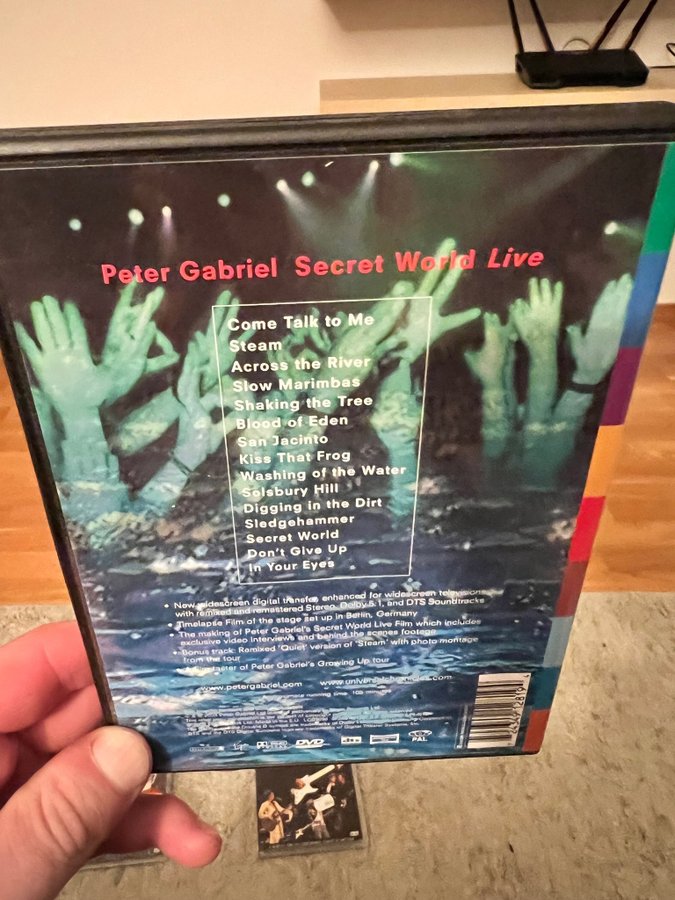 Peter Gabriel Secret World Live
Come Talk to Me
Steam
Across the River
Slow Marimbas
Shaking the Tree
Blood of Eden
San Jacinto
Kiss That Frog
Washing of the Water
Solsbury Hill
Digging in the Dirt
Sledgehammer
Secret World
Don't Give Up
In Your Eyes
• New widescreen digital transfer, enhanced for widescreen televisions
with remixed and remastered Stereo, Dolby 5.1, and DTS Soundtracks
• Timelapse Film of the stage set up in Berlin, Germany
• The making of Peter Gabriel's Secret World Live Film which includes
exclusive video interviews and behind the scenes footage
• Bonus track: Remixed 'Quiet' version of 'Steam' with photo montage
from the tour
of Peter Gabriel's Growing Up tour
www.petergabriel.com
running time
DVD
dts
PAL